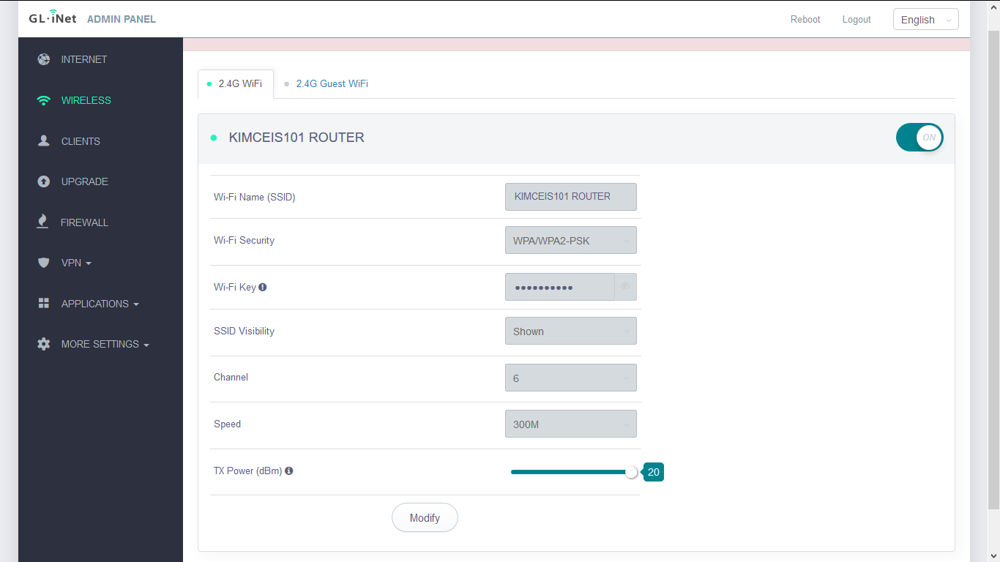 GL·iNet ADMIN PANEL Reboot Logout English
INTERNET
WIRELESS
CLIENTS
UPGRADE
FIREWALL
VPN
APPLICATIONS
MORE SETTINGS
2.4G WiFi 2.4G Guest WiFi
KIMCEIS101 ROUTER ON
Wi-Fi Name (SSID) KIMCEIS101 ROUTER
Wi-Fi Security WPA/WPA2-PSK
Wi-Fi Key ••••••••••
SSID Visibility Shown
Channel 6
Speed 300M
TX Power (dBm) 20
Modify